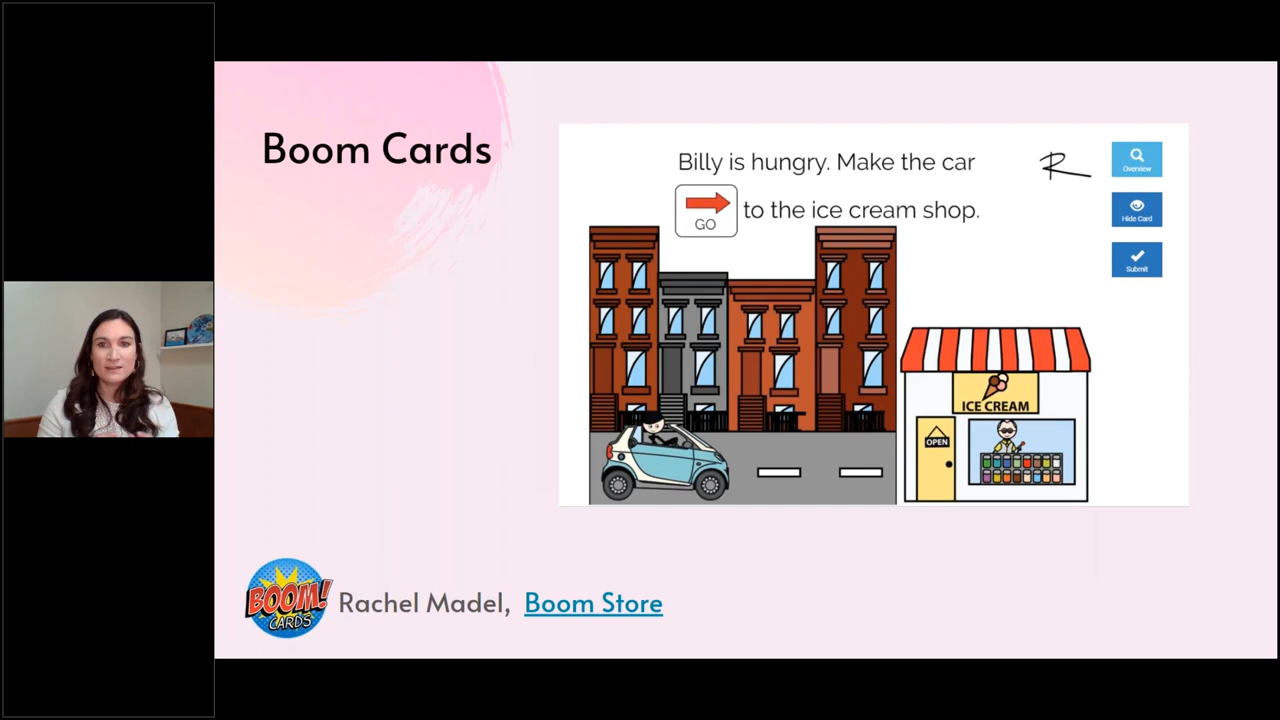 Boom Cards
Billy is hungry. Make the car
GO to the ice cream shop.
R
Overview
Hide Card
Submit
ICE CREAM
OPEN
BOOM!
CARDS
Rachel Madel, Boom Store